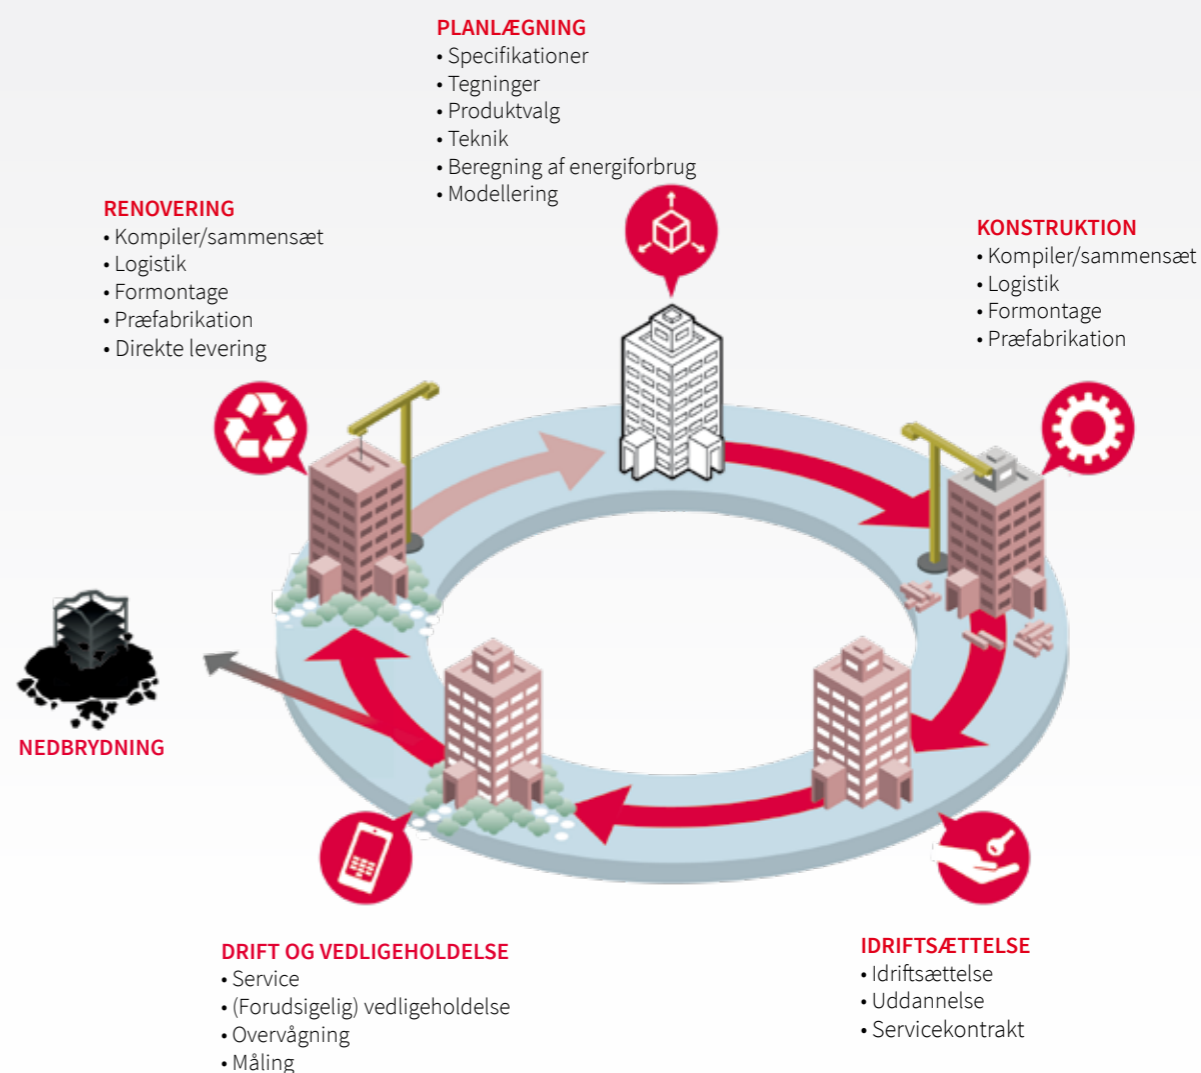 PLANLÆGNING
• Specifikationer
• Tegninger
• Produktvalg
• Teknik
• Beregning af energiforbrug
• Modellering
RENOVERING
• Kompiler/sammensæt
• Logistik
• Formontage
• Præfabrikation
• Direkte levering
KONSTRUKTION
• Kompiler/sammensæt
• Logistik
• Formontage
• Præfabrikation
NEDBRYDNING
DRIFT OG VEDLIGEHOLDELSE
• Service
• (Forudsigelig) vedligeholdelse
• Overvågning
• Måling
IDRIFTSÆTTELSE
• Idriftsættelse
• Uddannelse
• Servicekontrakt